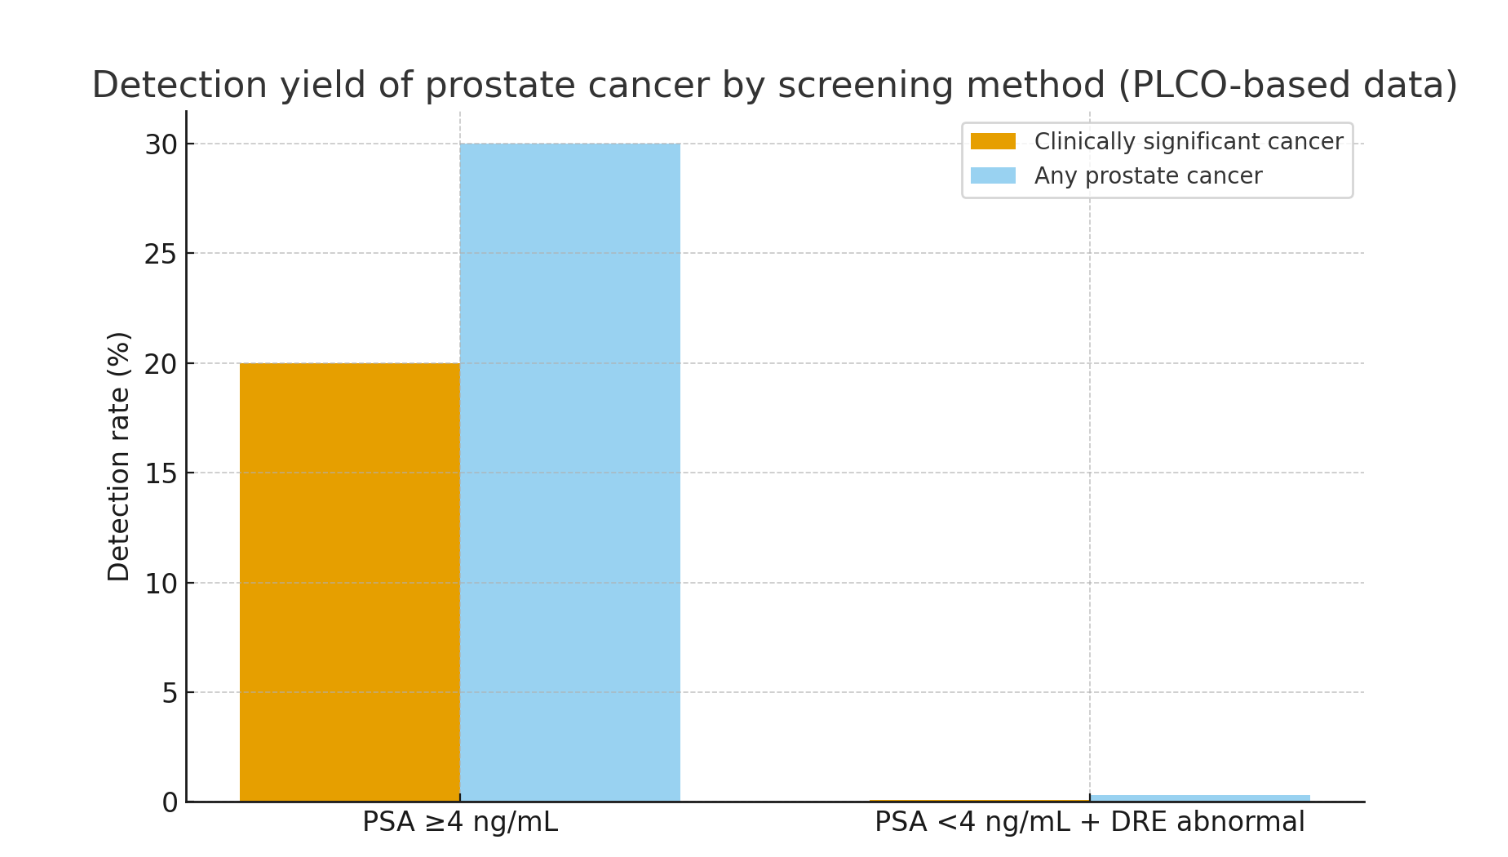 Detection yield of prostate cancer by screening method (PLCO-based data)
Clinically significant cancer
Any prostate cancer
30
25
20
15
10
5
0
Detection rate (%)
PSA ≥4 ng/mL
PSA <4 ng/mL + DRE abnormal